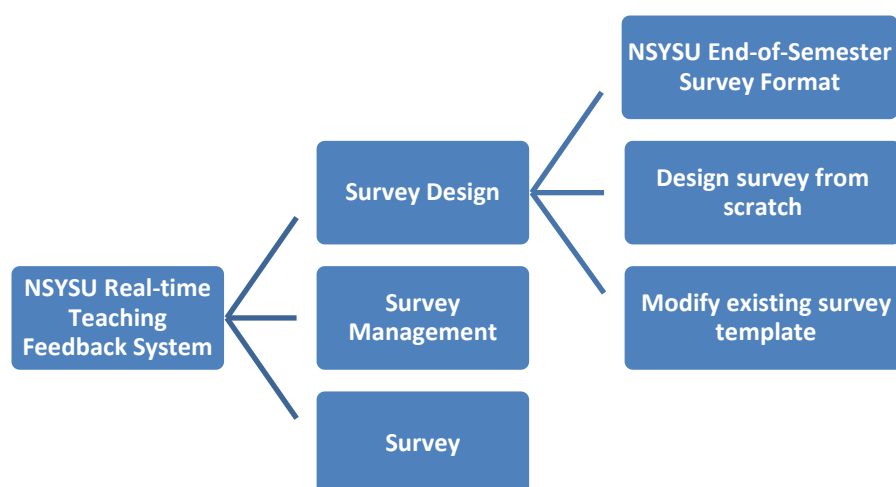 NSYSU Real-time
Teaching
Feedback System
Survey Design
Survey
Management
Survey
NSYSU End-of-Semester
Survey Format
Design survey from
scratch
Modify existing survey
template